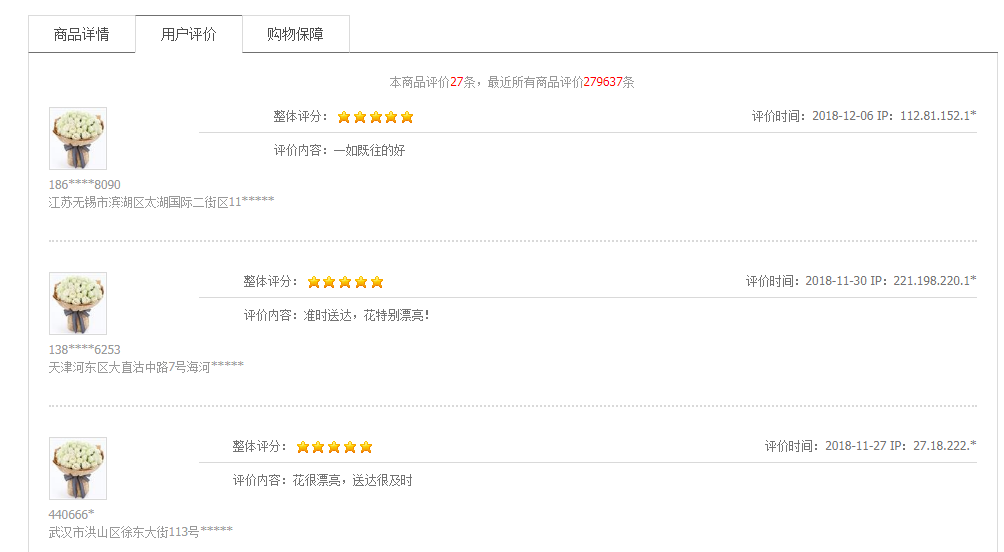 商品详情 用户评价 购物保障
本商品评价27条，最近所有商品评价279637条
整体评分： 评价时间：2018-12-06 IP：112.81.152.1*
评价内容：一如既往的好
186****8090
江苏无锡市滨湖区太湖国际二街区11*****
整体评分： 评价时间：2018-11-30 IP：221.198.220.1*
评价内容：准时送达，花特别漂亮！
138****6253
天津河东区大直沽中路7号海河*****
整体评分： 评价时间：2018-11-27 IP：27.18.222.*
评价内容：花很漂亮，送达很及时
440666*
武汉市洪山区徐东大街113号*****